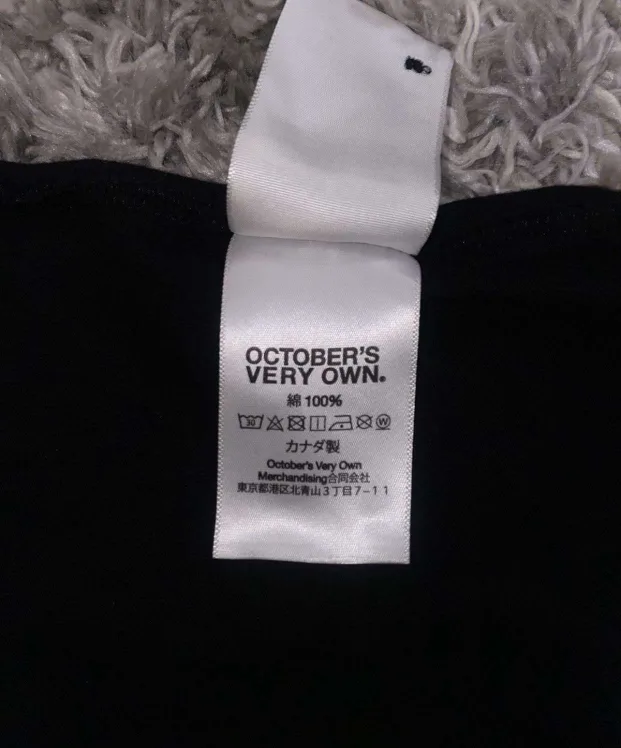 OCTOBER'S
VERY OWN.
綿 100%
30 W
カナダ製
October's Very Own
Merchandising合同会社
東京都港区北青山3丁目7-11